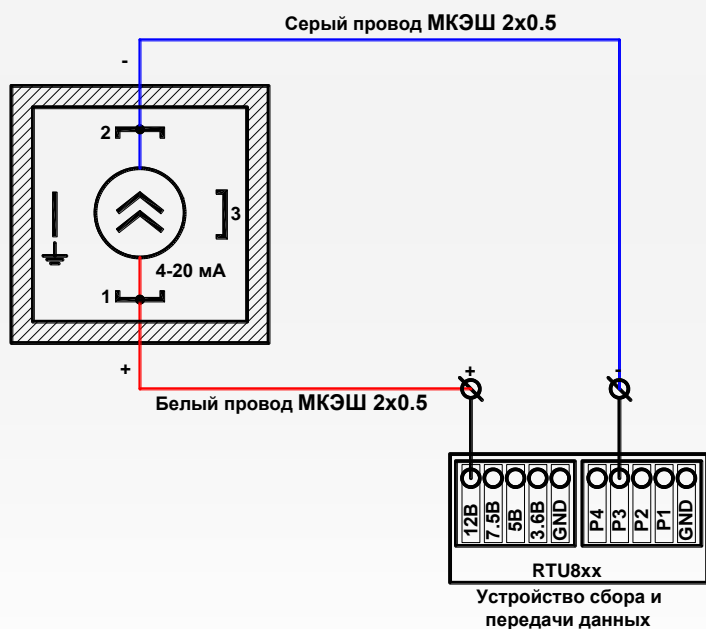 Серый провод МКЭШ 2x0.5
-
2
3
4-20 мА
1
+
Белый провод МКЭШ 2x0.5
+
-
12В
7.5В
5В
3.6В
GND
P4
P3
P2
P1
GND
RTU8xx
Устройство сбора и
передачи данных